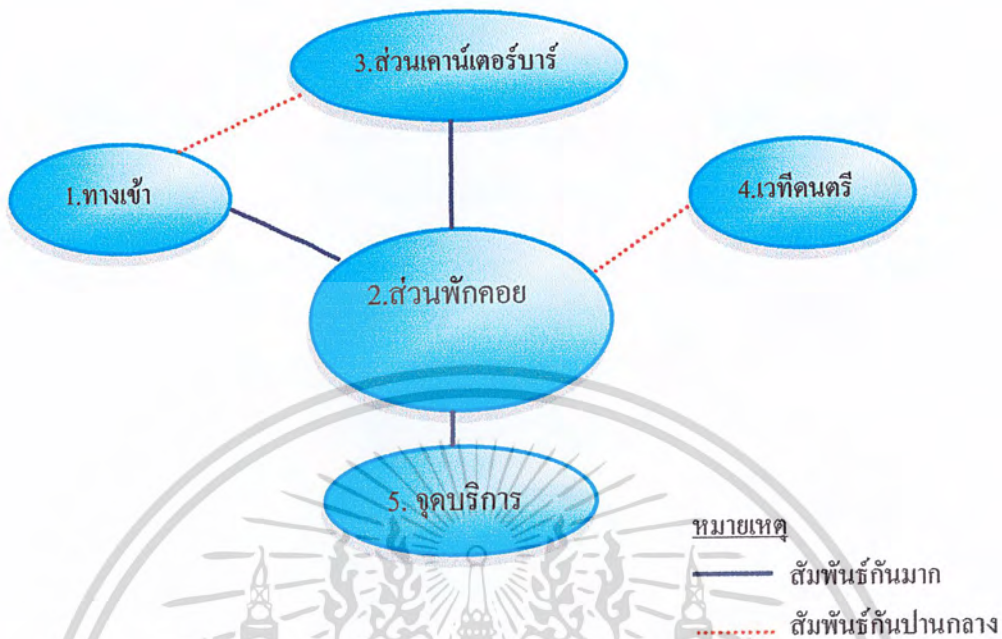 3.ส่วนเคาน์เตอร์บาร์
1.ทางเข้า
4.เวทีดนตรี
2.ส่วนพักคอย
5. จุดบริการ
หมายเหตุ
สัมพันธ์กันมาก
สัมพันธ์กันปานกลาง